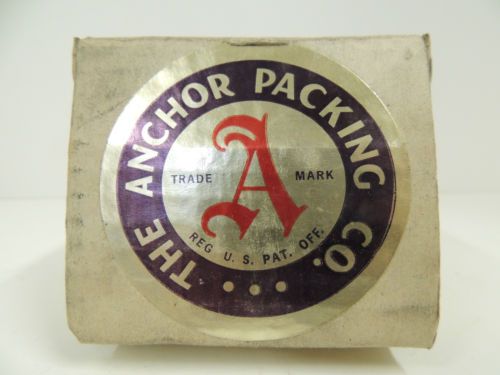 THE ANCHOR PACKING CO.
TRADE A MARK
REG U. S. PAT. OFF.